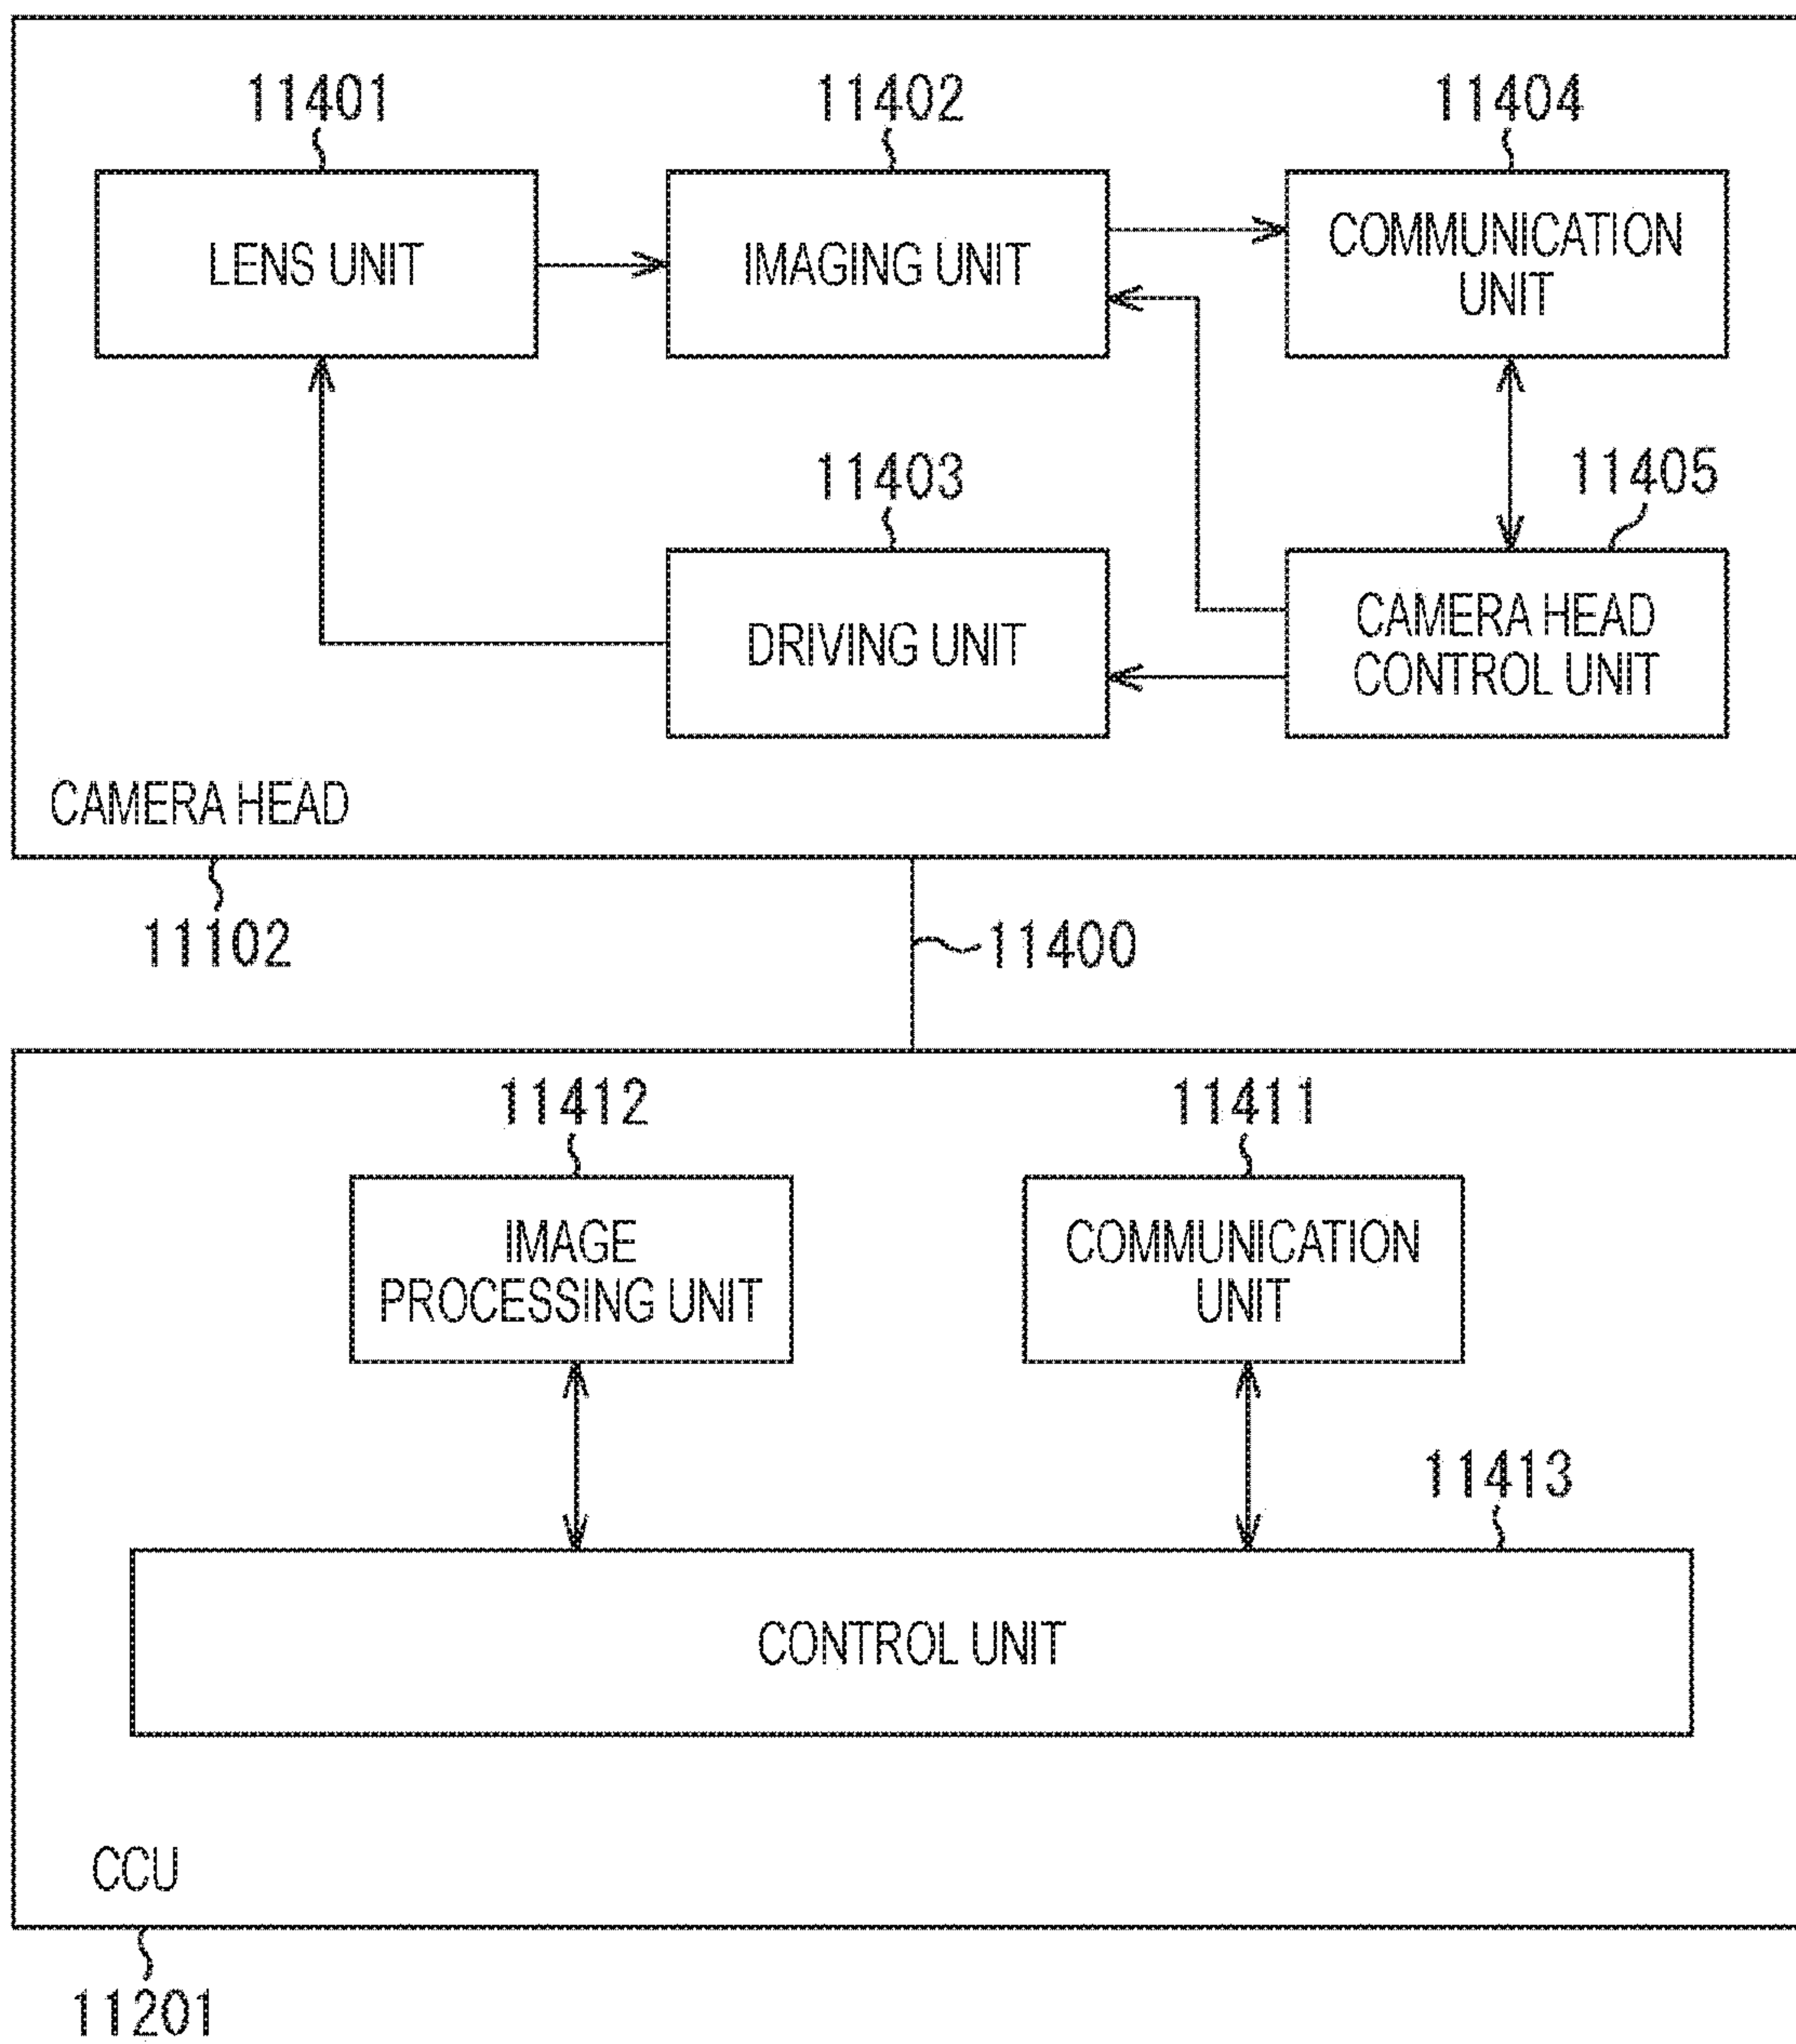 11401
11402
11404
LENS UNIT
IMAGING UNIT
COMMUNICATION
UNIT
11403
11405
DRIVING UNIT
CAMERA HEAD
CONTROL UNIT
CAMERA HEAD
11102
11400
11412
11411
IMAGE
PROCESSING UNIT
COMMUNICATION
UNIT
11413
CONTROL UNIT
CCU
11201